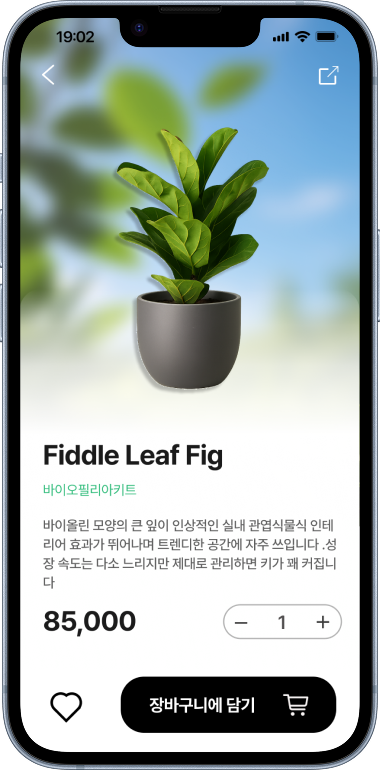 19:02
Fiddle Leaf Fig
바이오필리아키트
바이올린 모양의 큰 잎이 인상적인 실내 관엽식물식 인테
리어 효과가 뛰어나며 트렌디한 공간에 자주 쓰입니다 .성
장 속도는 다소 느리지만 제대로 관리하면 키가 꽤 커집니
다
85,000
− 1 +
장바구니에 담기